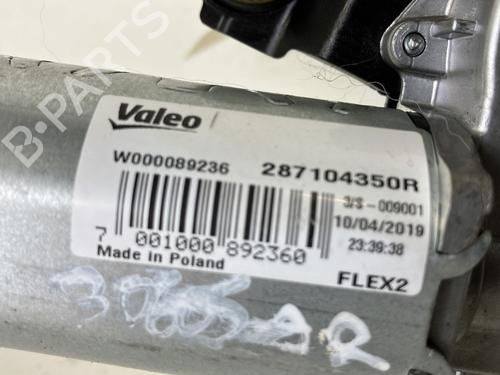 B-PARTS
Valeo
W000089236 287104350R
3/S - 009001
10/04/2019
7 001000 892360 23:39:38
Made in Poland
FLEX2